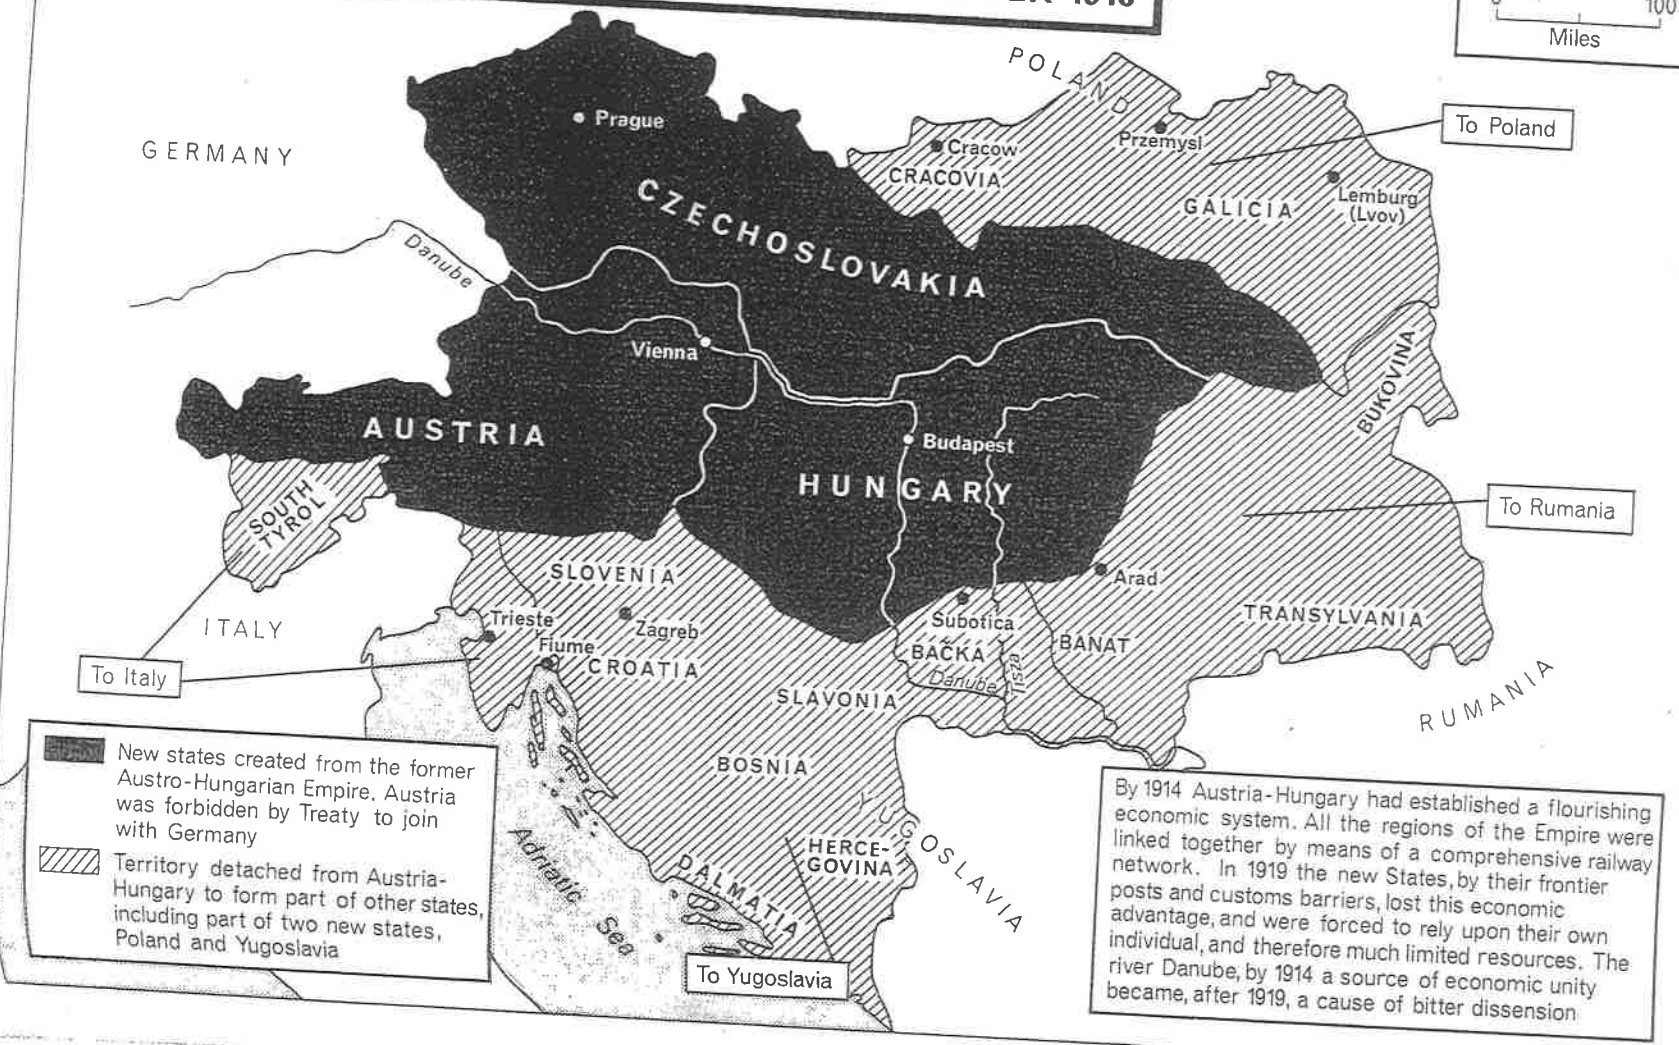 100
Miles
POLAND
GERMANY
Prague
Cracow
CRACOVIA
Przemysl
To Poland
GALICIA
Lemburg
(Lvov)
CZECHOSLOVAKIA
Danube
Vienna
BUKOVINA
AUSTRIA
Budapest
HUNGARY
SOUTH
TYROL
To Rumania
SLOVENIA
Arad
TRANSYLVANIA
Trieste
Zagreb
Subotica
ITALY
Fiume
CROATIA
BAČKA
BANAT
Tisza
Danube
To Italy
SLAVONIA
RUMANIA
BOSNIA
YUGOSLAVIA
HERCE-
GOVINA
DALMATIA
Adriatic Sea
To Yugoslavia
New states created from the former
Austro-Hungarian Empire. Austria
was forbidden by Treaty to join
with Germany
Territory detached from Austria-
Hungary to form part of other states,
including part of two new states,
Poland and Yugoslavia
By 1914 Austria-Hungary had established a flourishing
economic system. All the regions of the Empire were
linked together by means of a comprehensive railway
network. In 1919 the new States, by their frontier
posts and customs barriers, lost this economic
advantage, and were forced to rely upon their own
individual, and therefore much limited resources. The
river Danube, by 1914 a source of economic unity
became, after 1919, a cause of bitter dissension